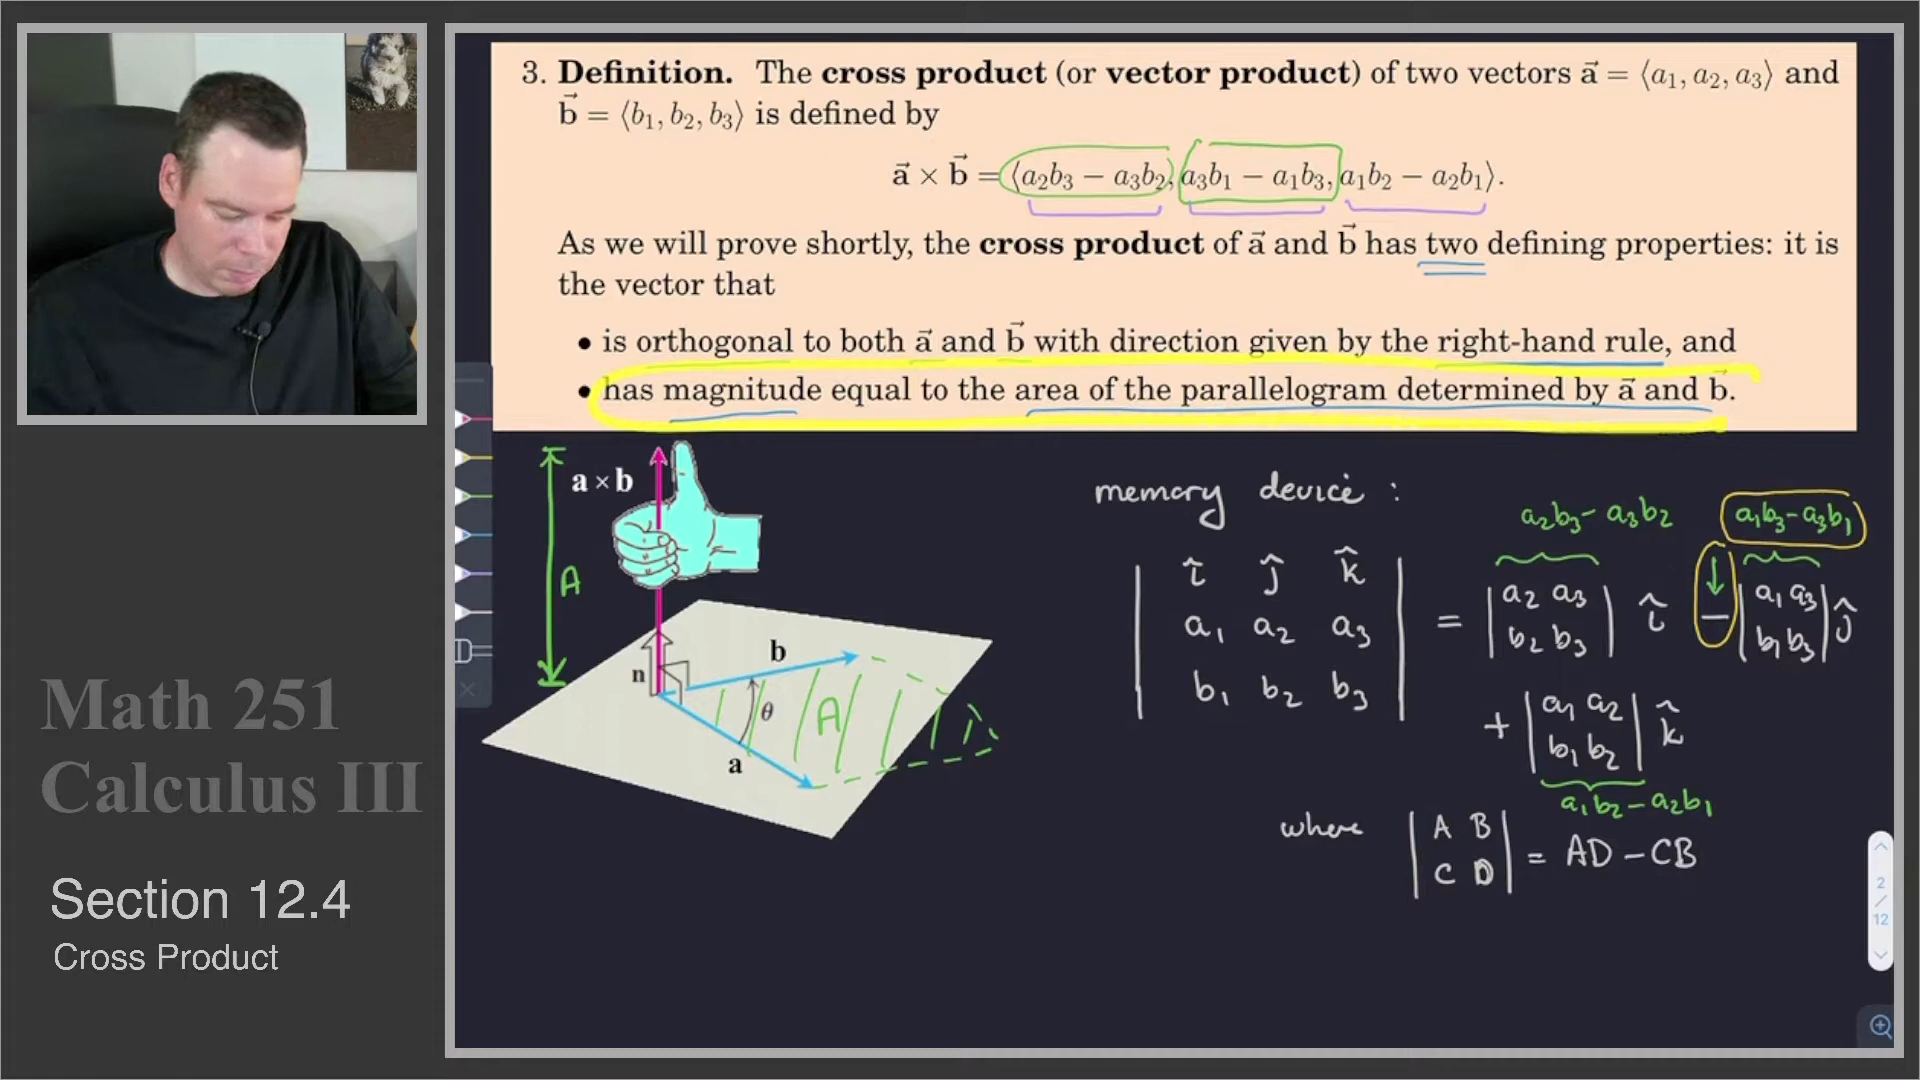 3. Definition. The cross product (or vector product) of two vectors a⃗ = ⟨a₁, a₂, a₃⟩ and
b⃗ = ⟨b₁, b₂, b₃⟩ is defined by
a⃗ × b⃗ = ⟨a₂b₃ − a₃b₂, a₃b₁ − a₁b₃, a₁b₂ − a₂b₁⟩.
As we will prove shortly, the cross product of a⃗ and b⃗ has two defining properties: it is
the vector that
• is orthogonal to both a⃗ and b⃗ with direction given by the right-hand rule, and
• has magnitude equal to the area of the parallelogram determined by a⃗ and b⃗.
a × b
A
n
b
θ
A
a
memory device :
a₂b₃ − a₃b₂
a₁b₃ − a₃b₁
| î ĵ k̂ |
| a₁ a₂ a₃ |
| b₁ b₂ b₃ |
= | a₂ a₃ | î − | a₁ a₃ | ĵ
| b₂ b₃ | | b₁ b₃ |
+ | a₁ a₂ | k̂
| b₁ b₂ |
a₁b₂ − a₂b₁
where | A B | = AD − CB
| C D |
Math 251
Calculus III
Section 12.4
Cross Product
2
/
12